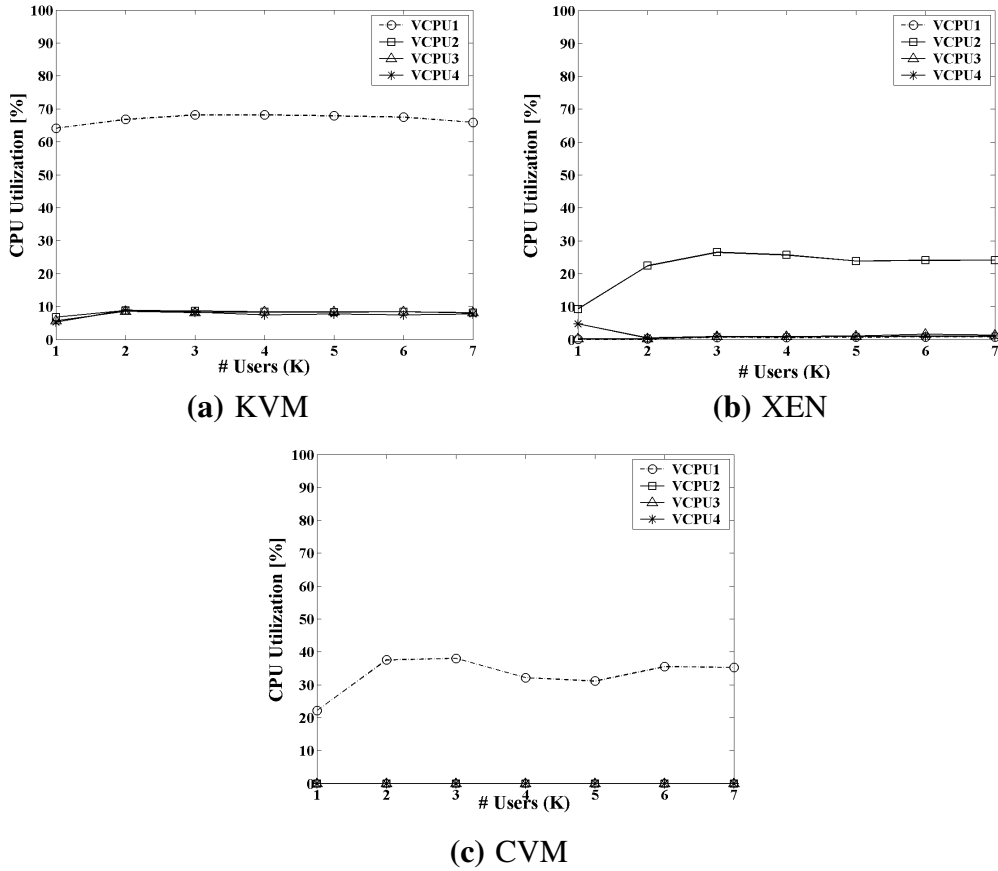 100
90
80
70
60
50
40
30
20
10
0
CPU Utilization [%]
1 2 3 4 5 6 7
# Users (K)
VCPU1
VCPU2
VCPU3
VCPU4
(a) KVM
100
90
80
70
60
50
40
30
20
10
0
CPU Utilization [%]
1 2 3 4 5 6 7
# Users (K)
VCPU1
VCPU2
VCPU3
VCPU4
(b) XEN
100
90
80
70
60
50
40
30
20
10
0
CPU Utilization [%]
1 2 3 4 5 6 7
# Users (K)
VCPU1
VCPU2
VCPU3
VCPU4
(c) CVM